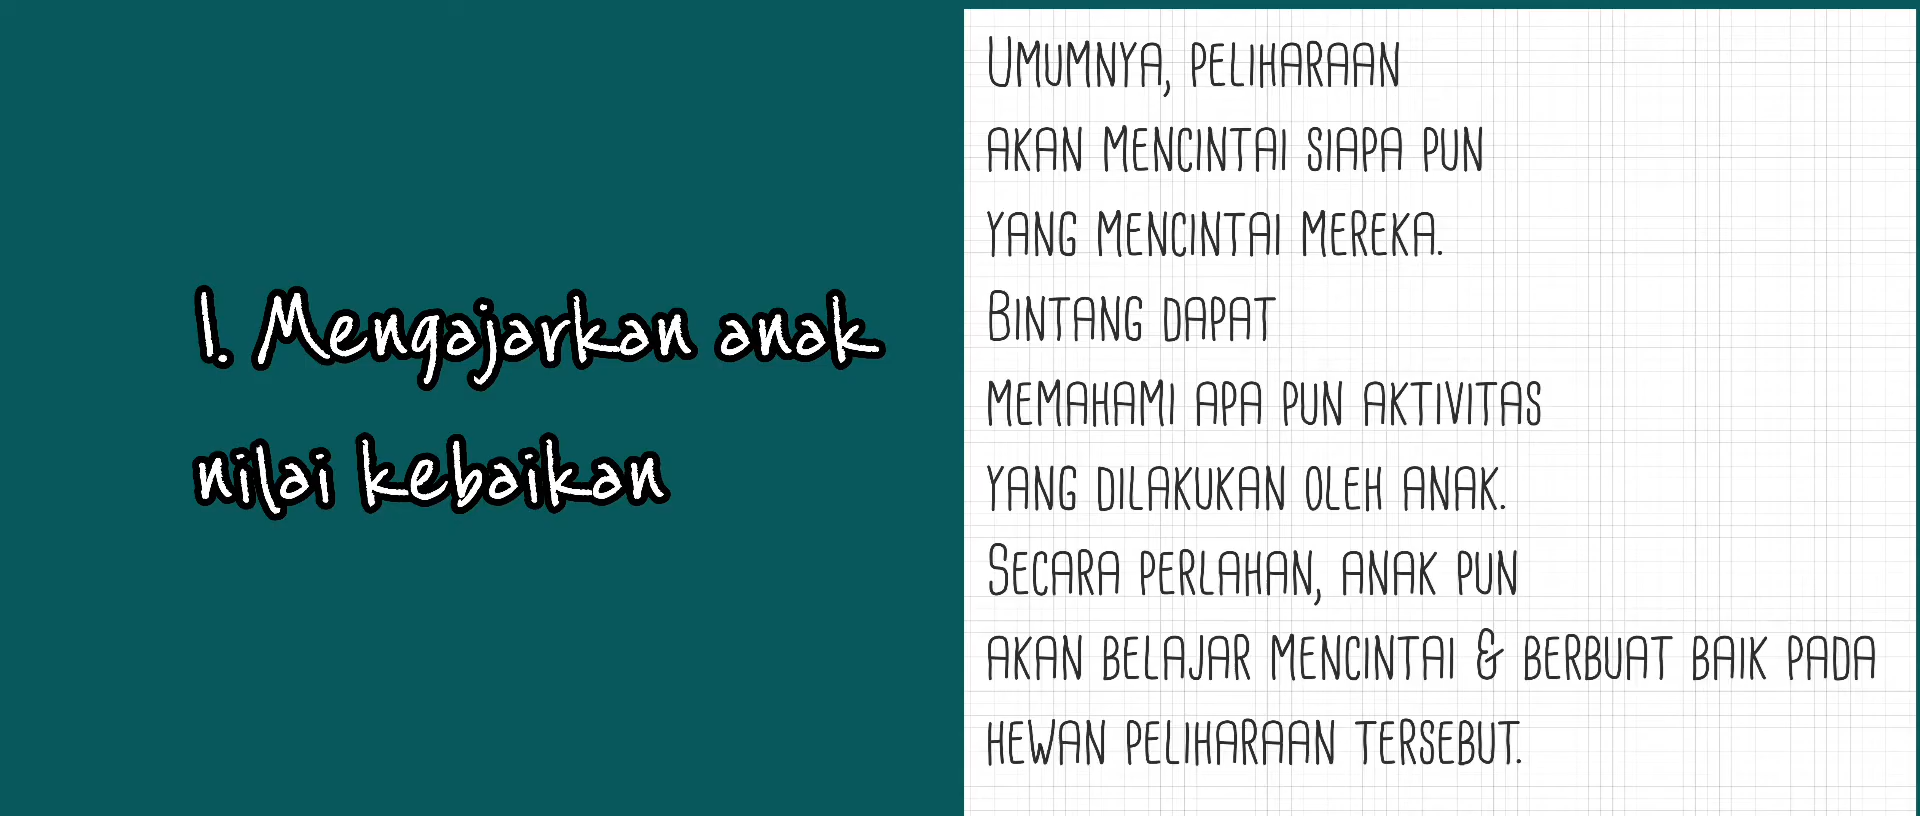 1. Mengajarkan anak
nilai kebaikan
Umumnya, peliharaan
akan mencintai siapa pun
yang mencintai mereka.
Bintang dapat
memahami apa pun aktivitas
yang dilakukan oleh anak.
Secara perlahan, anak pun
akan belajar mencintai & berbuat baik pada
hewan peliharaan tersebut.